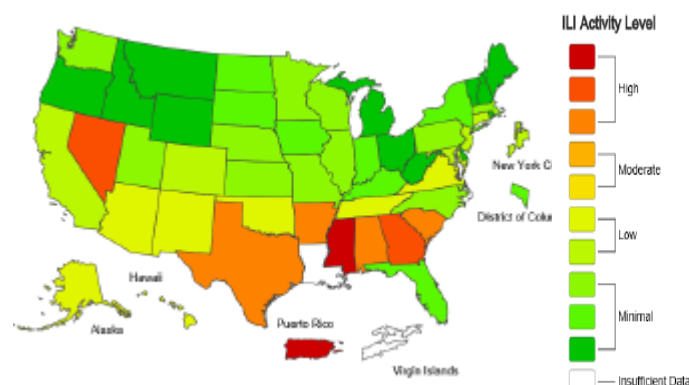 ILI Activity Level
High
Moderate
New York Ci
District of Colu
Low
Hawaii
Alaska
Puerto Rico
Minimal
Virgin Islands
Insufficient Data